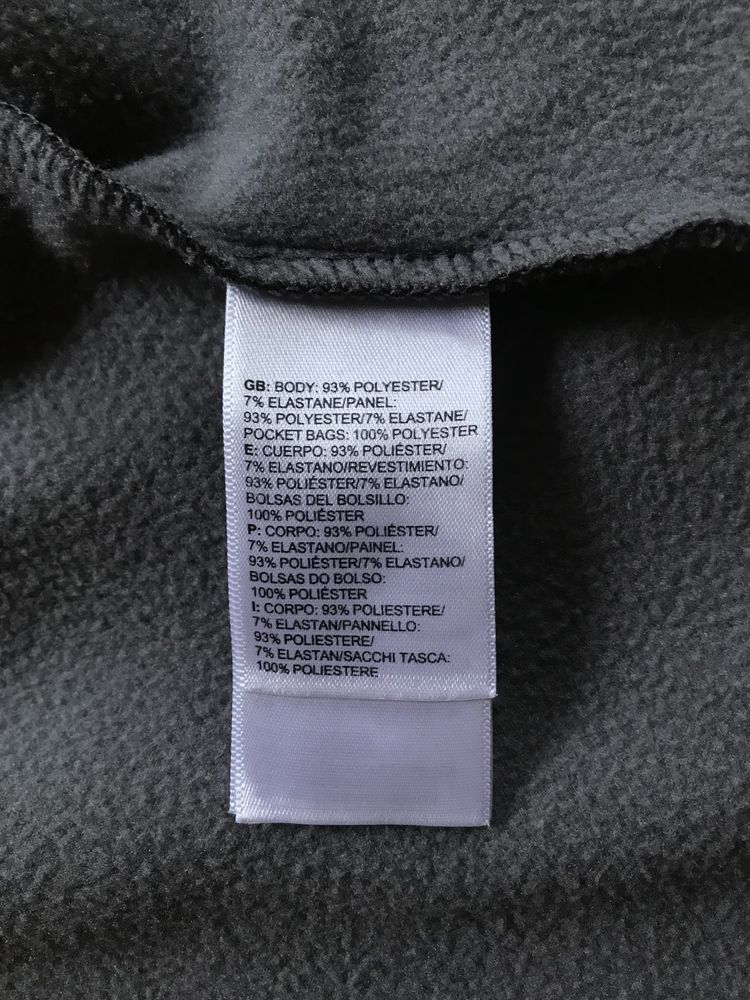 GB: BODY: 93% POLYESTER/
7% ELASTANE/PANEL:
93% POLYESTER/7% ELASTANE/
POCKET BAGS: 100% POLYESTER
E: CUERPO: 93% POLIÉSTER/
7% ELASTANO/REVESTIMIENTO:
93% POLIÉSTER/7% ELASTANO/
BOLSAS DEL BOLSILLO:
100% POLIÉSTER
P: CORPO: 93% POLIÉSTER/
7% ELASTANO/PAINEL:
93% POLIÉSTER/7% ELASTANO/
BOLSAS DO BOLSO:
100% POLIÉSTER
I: CORPO: 93% POLIESTERE/
7% ELASTAN/PANNELLO:
93% POLIESTERE/
7% ELASTAN/SACCHI TASCA:
100% POLIESTERE